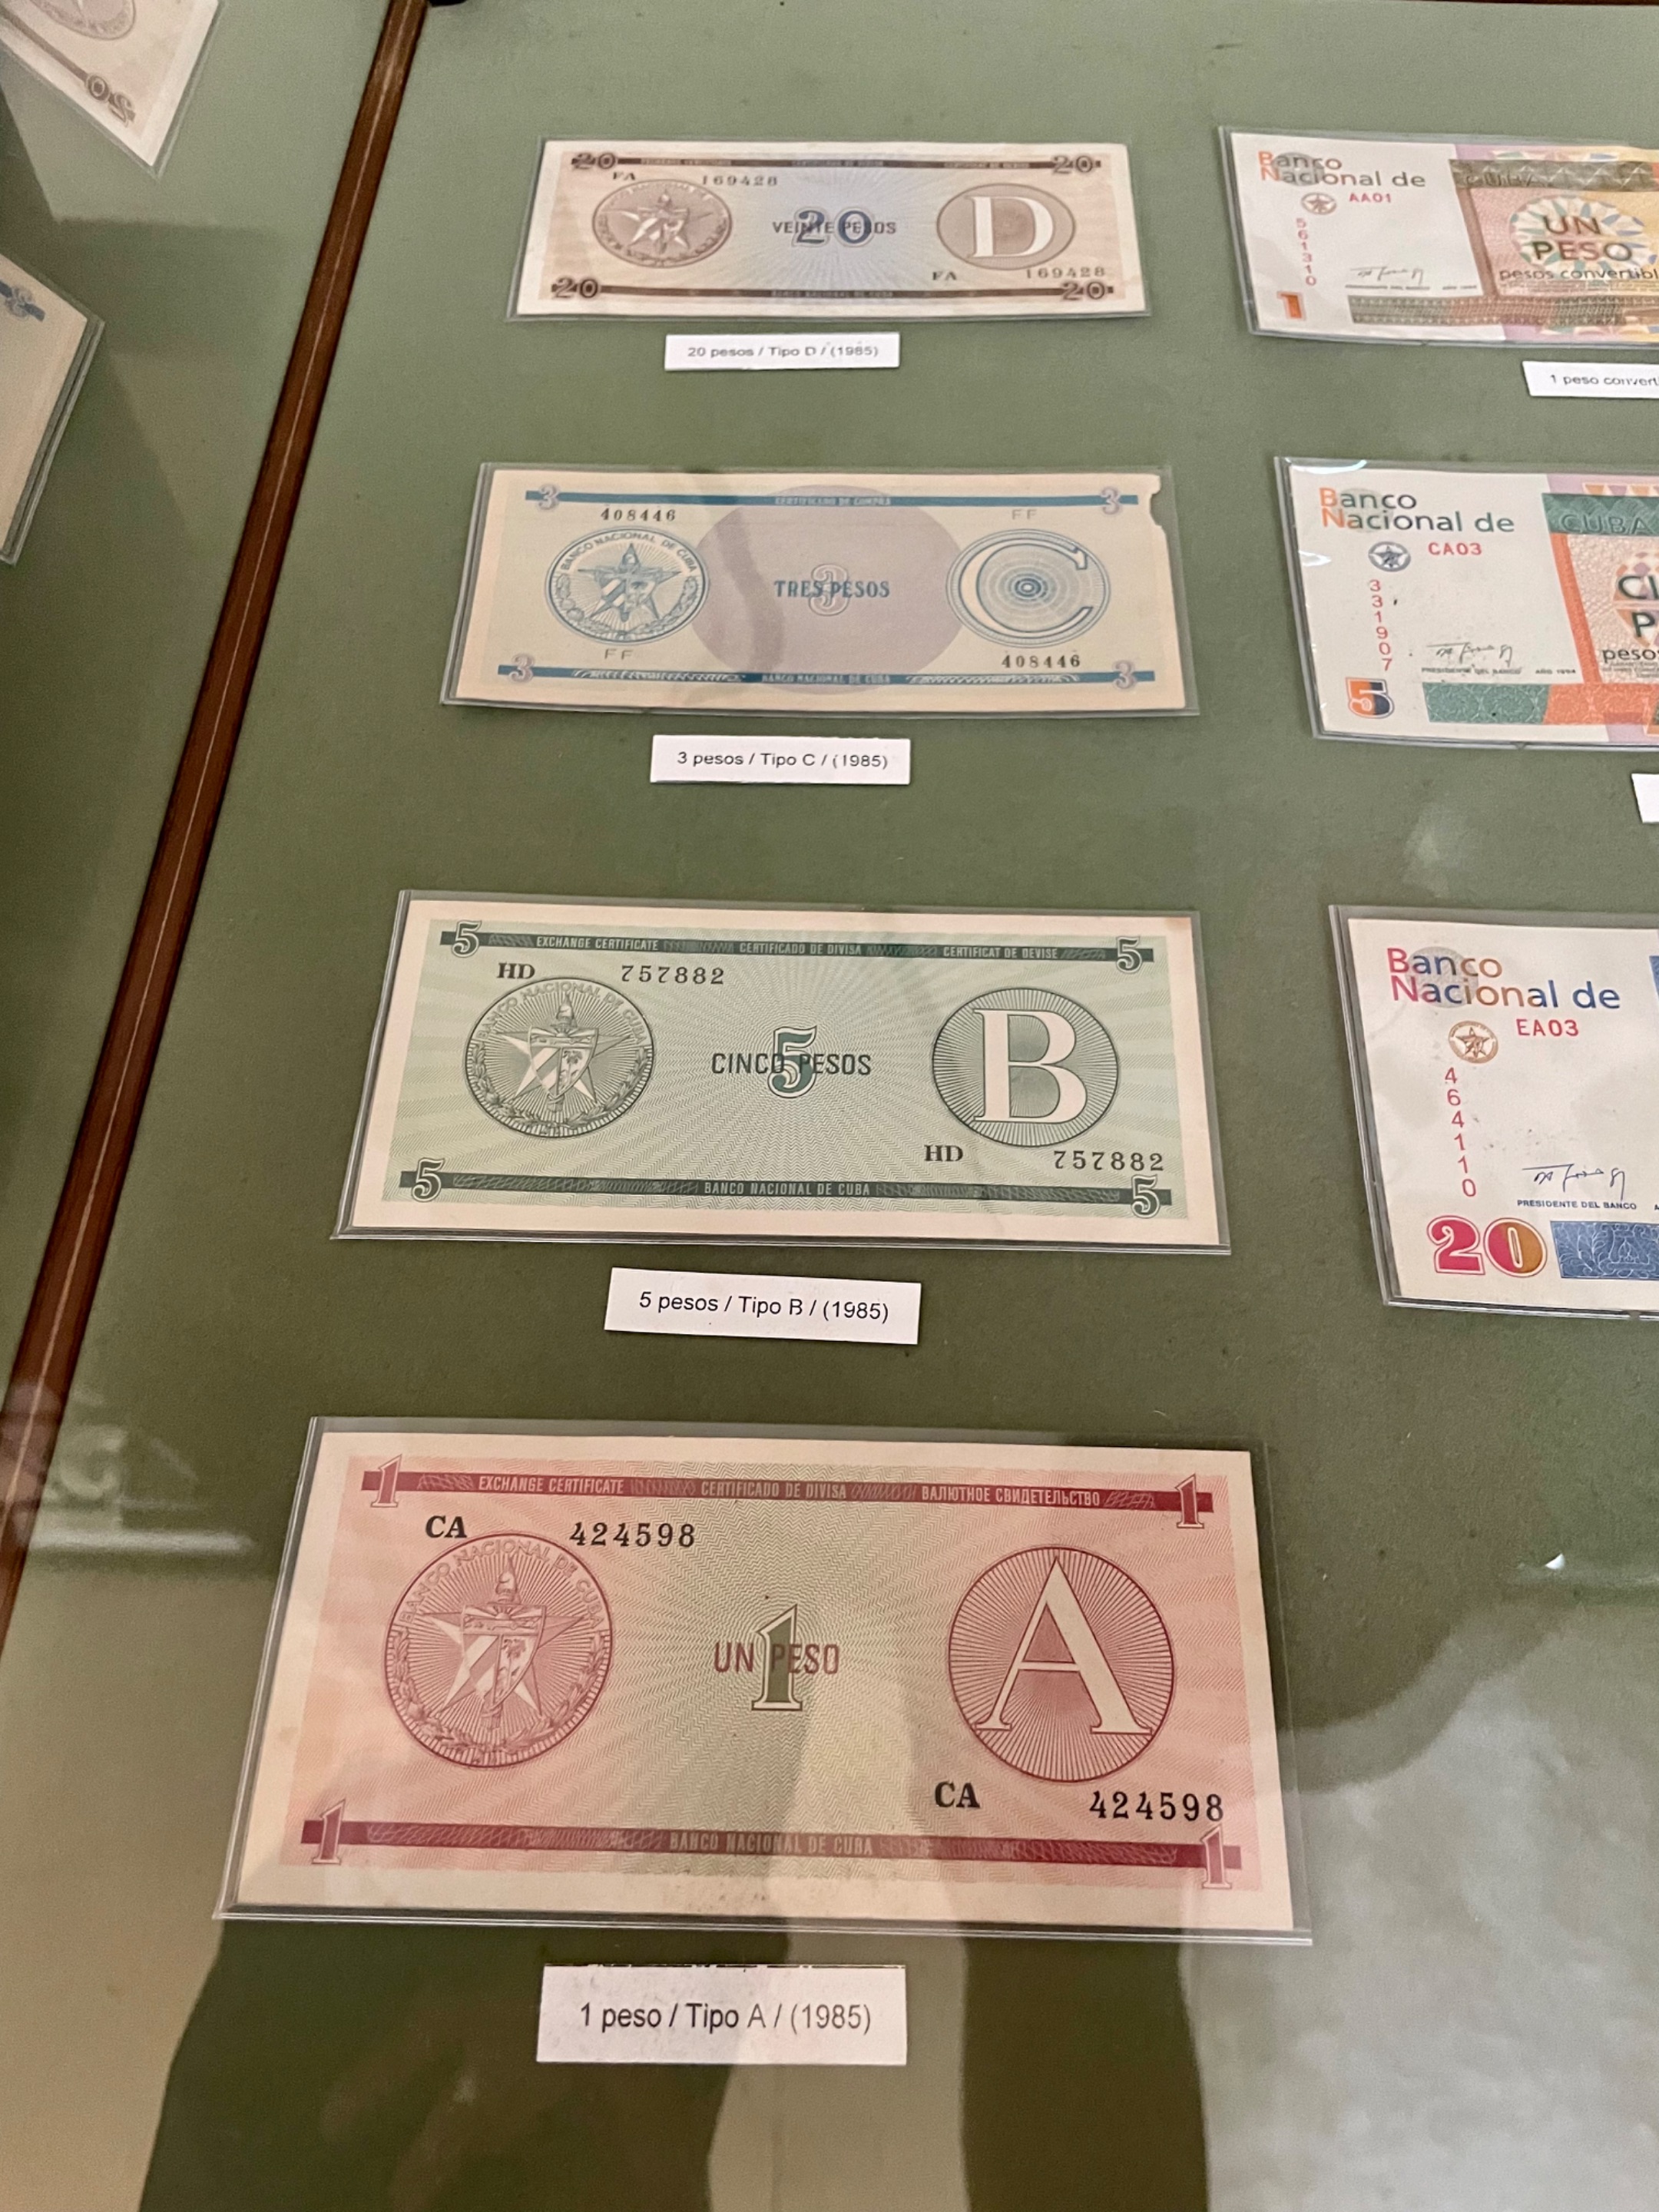 20
20 20
FA 169428
VEINTE PESOS
20
D
FA 169428
BANCO NACIONAL DE CUBA
20 20
20 pesos / Tipo D / (1985)
3 CERTIFICADO DE COMPRA 3
408446 FF
BANCO NACIONAL DE CUBA
TRES PESOS
3
C
FF 408446
3 BANCO NACIONAL DE CUBA 3
3 pesos / Tipo C / (1985)
5 EXCHANGE CERTIFICATE CERTIFICADO DE DIVISA CERTIFICAT DE DEVISE 5
HD 757882
BANCO NACIONAL DE CUBA
CINCO PESOS
5
B
HD 757882
5 BANCO NACIONAL DE CUBA 5
5 pesos / Tipo B / (1985)
1 EXCHANGE CERTIFICATE CERTIFICADO DE DIVISA ВАЛЮТНОЕ СВИДЕТЕЛЬСТВО 1
CA 424598
BANCO NACIONAL DE CUBA
UN PESO
1
A
CA 424598
1 BANCO NACIONAL DE CUBA 1
1 peso / Tipo A / (1985)
Banco
Nacional de CUBA
AA01
561310
UN
PESO
pesos
PRESIDENTE DEL BANCO
1
1 peso
Banco
Nacional de CUBA
CA03
331907
PRESIDENTE DEL BANCO AÑO 1994
5
Banco
Nacional de
EA03
464110
PRESIDENTE DEL BANCO
20